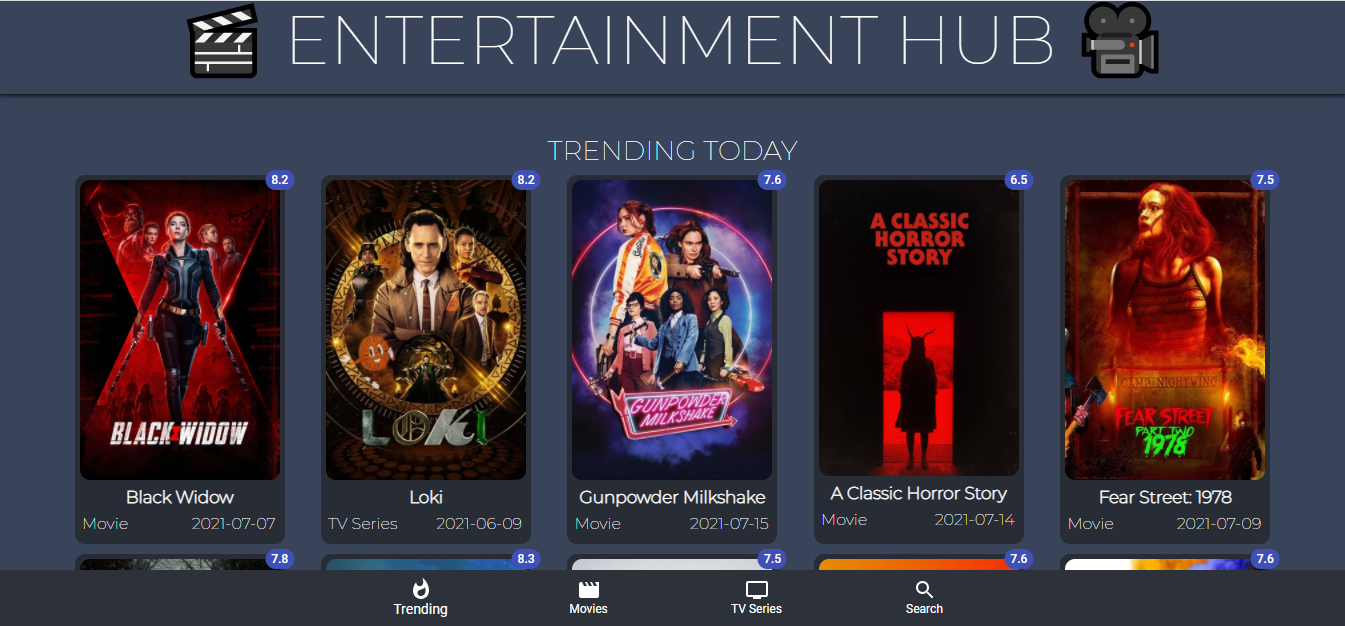 ENTERTAINMENT HUB
TRENDING TODAY
8.2
8.2
7.6
6.5
7.5
BLACK WIDOW
LOKI
GUNPOWDER
MILKSHAKE
A CLASSIC
HORROR
STORY
CAMP NIGHTWING
FEAR STREET
PART TWO
1978
Black Widow
Movie 2021-07-07
Loki
TV Series 2021-06-09
Gunpowder Milkshake
Movie 2021-07-15
A Classic Horror Story
Movie 2021-07-14
Fear Street: 1978
Movie 2021-07-09
7.8
8.3
7.5
7.6
7.6
Trending
Movies
TV Series
Search